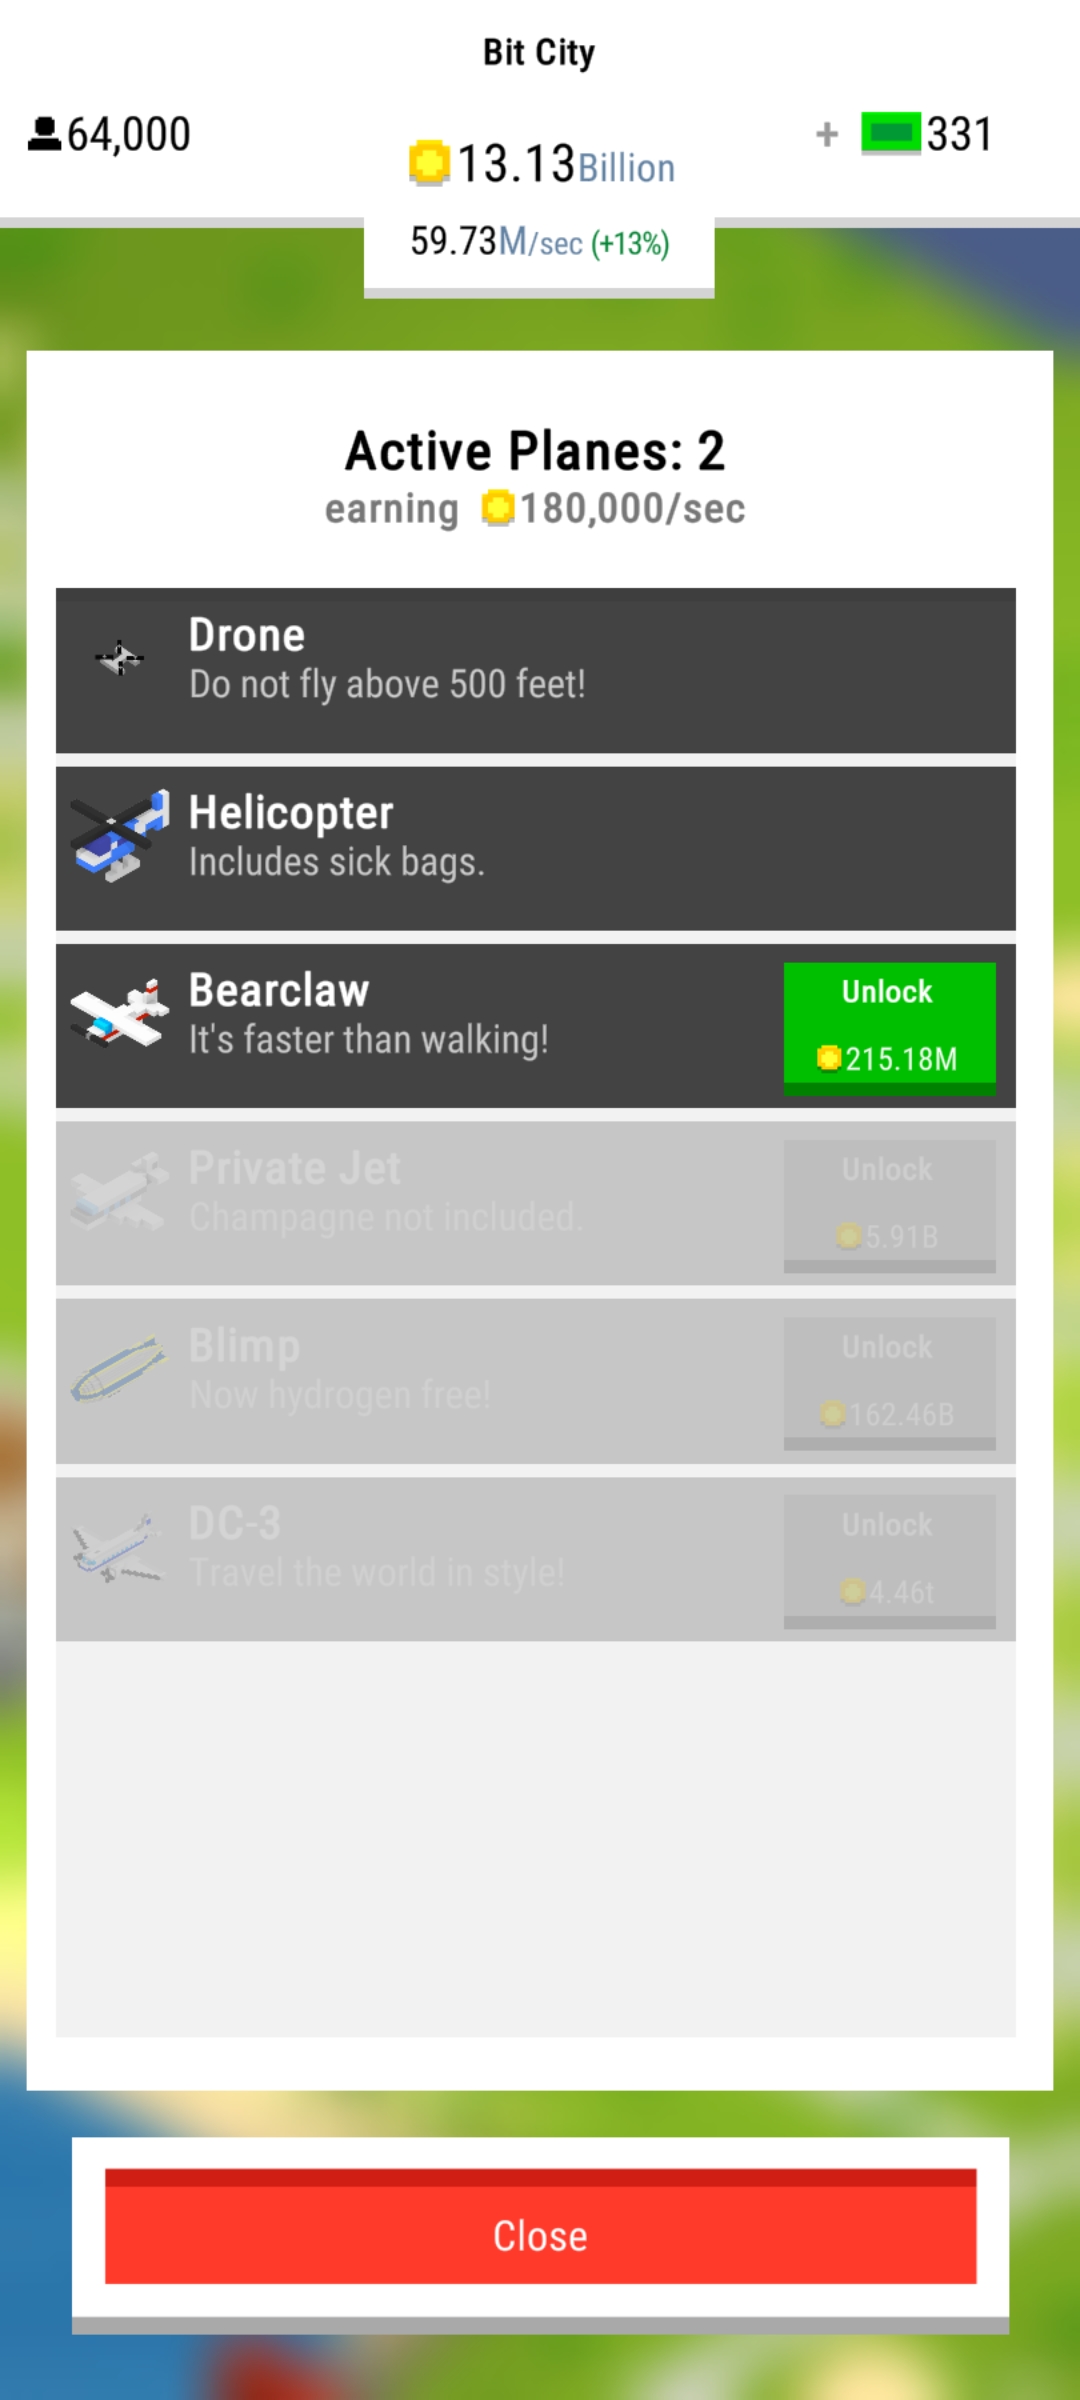 Bit City
64,000
13.13Billion
+ 331
59.73M/sec (+13%)
Active Planes: 2
earning 180,000/sec
Drone
Do not fly above 500 feet!
Helicopter
Includes sick bags.
Bearclaw
It's faster than walking!
Unlock
215.18M
Private Jet
Champagne not included.
Unlock
5.91B
Blimp
Now hydrogen free!
Unlock
162.46B
DC-3
Travel the world in style!
Unlock
4.46t
Close